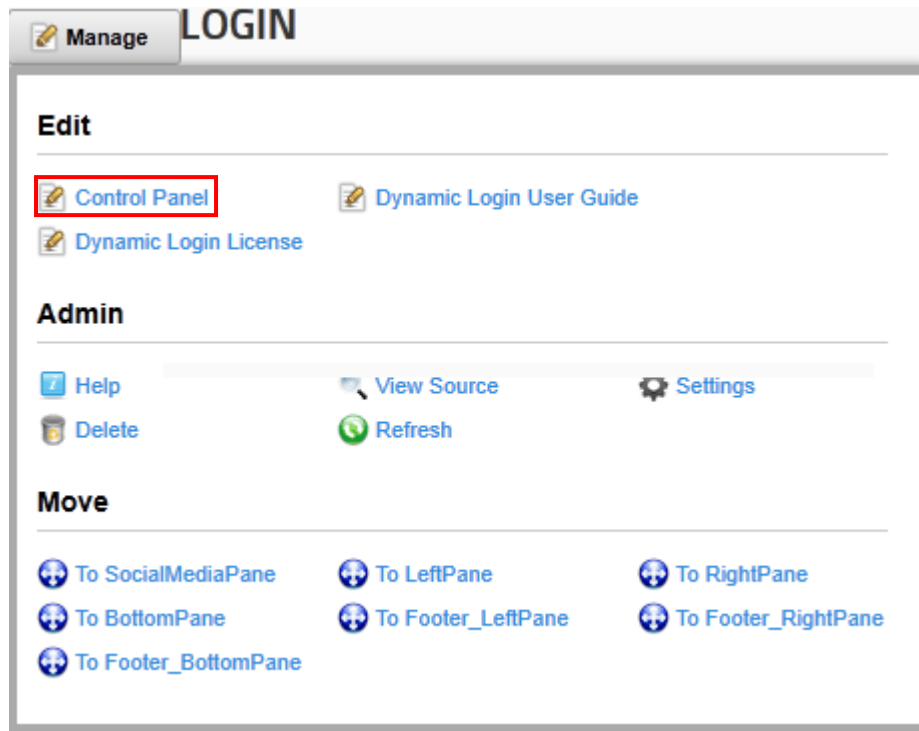 Manage LOGIN
Edit
Control Panel Dynamic Login User Guide
Dynamic Login License
Admin
Help View Source Settings
Delete Refresh
Move
To SocialMediaPane To LeftPane To RightPane
To BottomPane To Footer_LeftPane To Footer_RightPane
To Footer_BottomPane